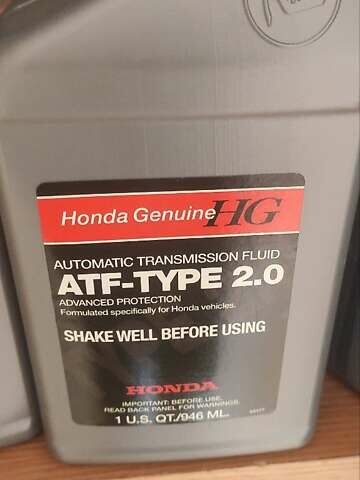 Honda Genuine HG
AUTOMATIC TRANSMISSION FLUID
ATF-TYPE 2.0
ADVANCED PROTECTION
Formulated specifically for Honda vehicles.
SHAKE WELL BEFORE USING
HONDA
IMPORTANT: BEFORE USE,
READ BACK PANEL FOR WARNINGS.
1 U.S. QT./946 ML.